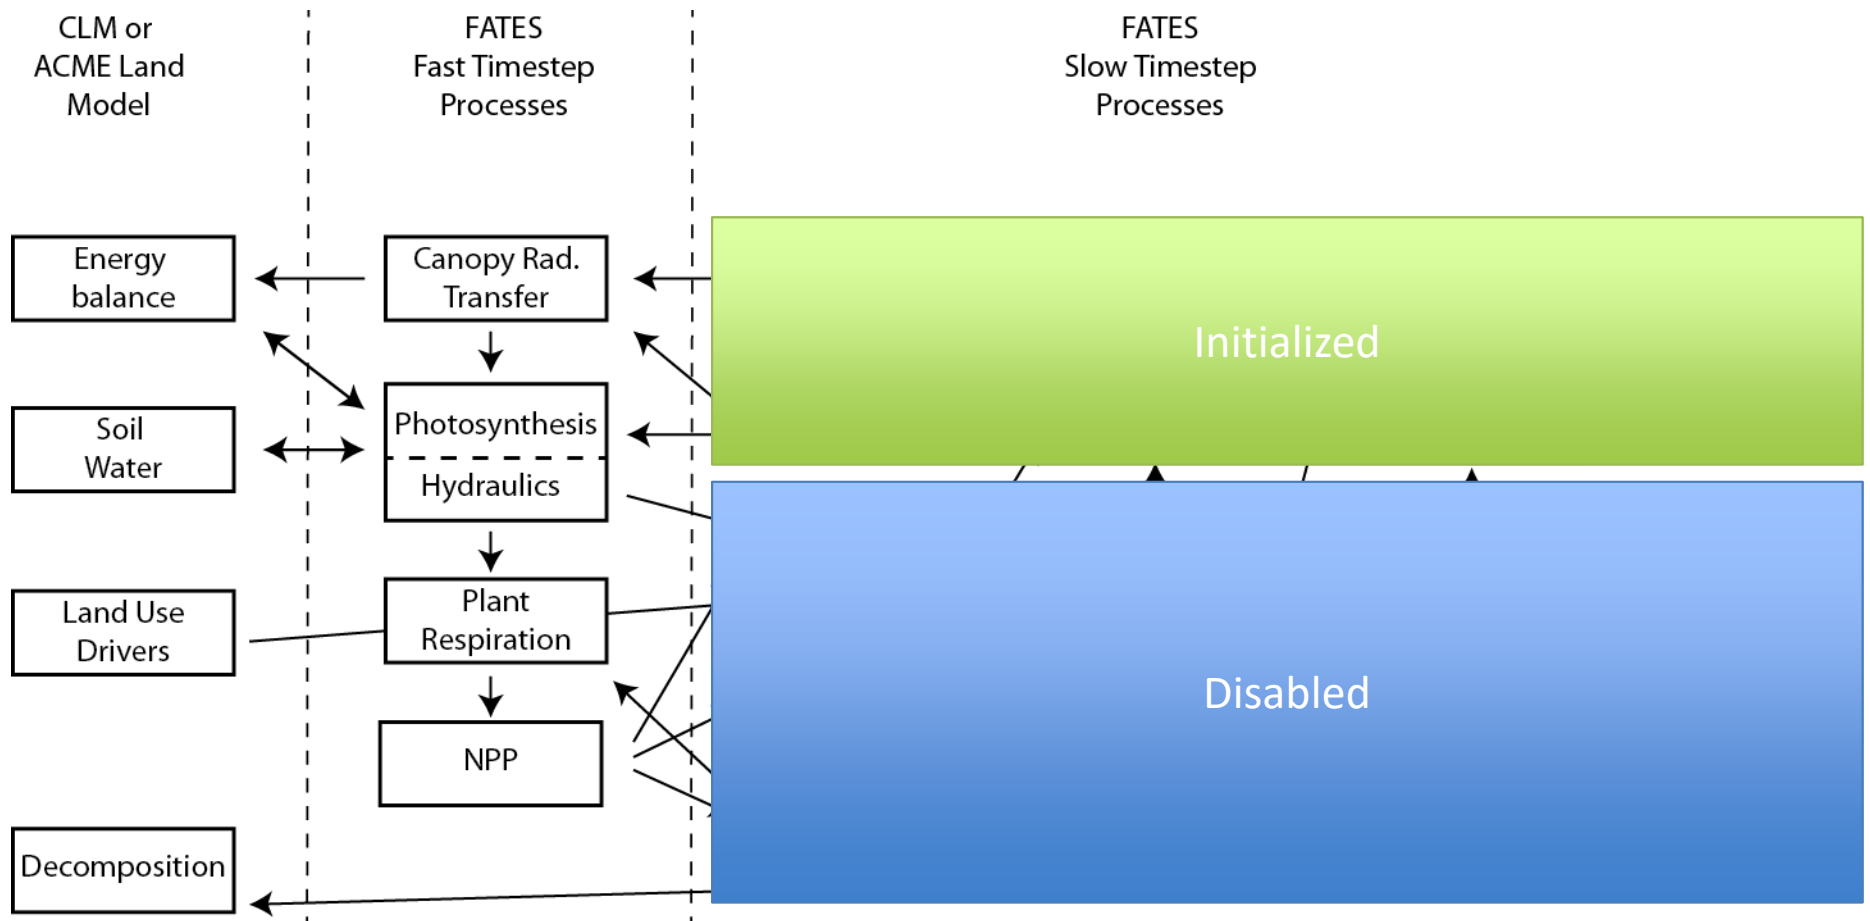 CLM or
ACME Land
Model
FATES
Fast Timestep
Processes
FATES
Slow Timestep
Processes
Energy
balance
Canopy Rad.
Transfer
Initialized
Soil
Water
Photosynthesis
Hydraulics
Land Use
Drivers
Plant
Respiration
Disabled
NPP
Decomposition